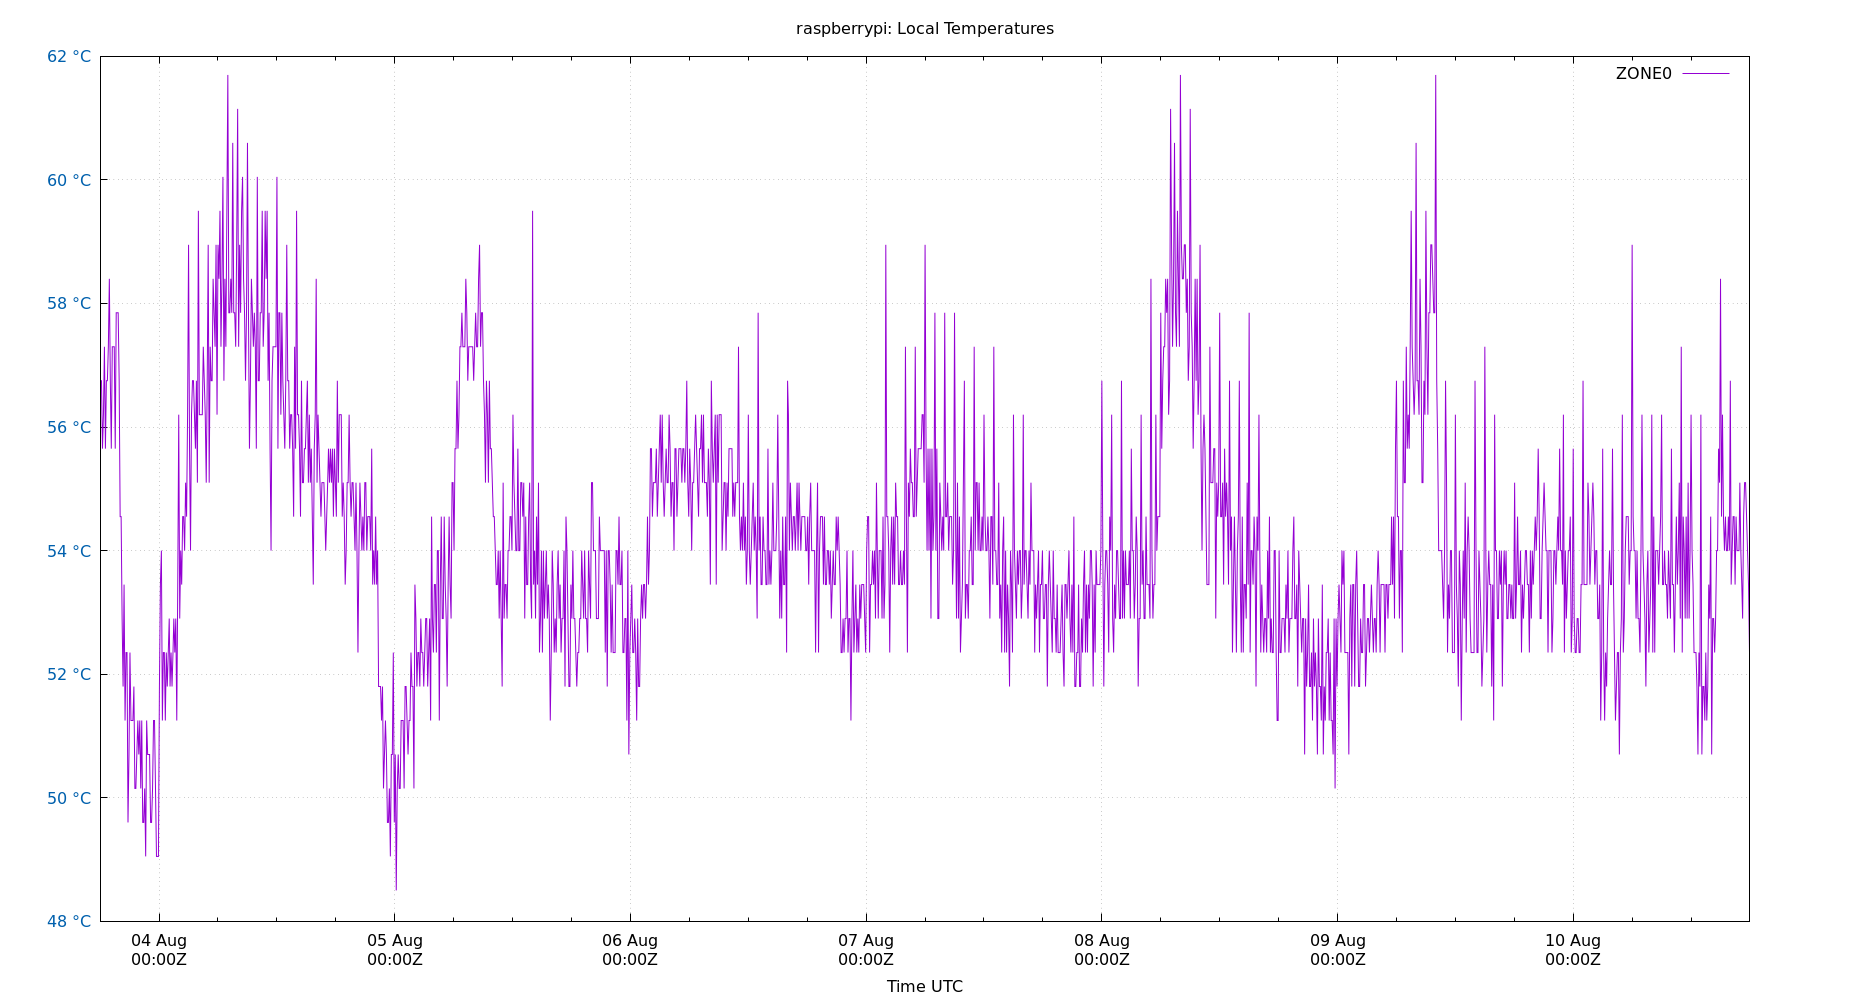 raspberrypi: Local Temperatures
ZONE0
62 °C
60 °C
58 °C
56 °C
54 °C
52 °C
50 °C
48 °C
04 Aug
00:00Z
05 Aug
00:00Z
06 Aug
00:00Z
07 Aug
00:00Z
08 Aug
00:00Z
09 Aug
00:00Z
10 Aug
00:00Z
Time UTC